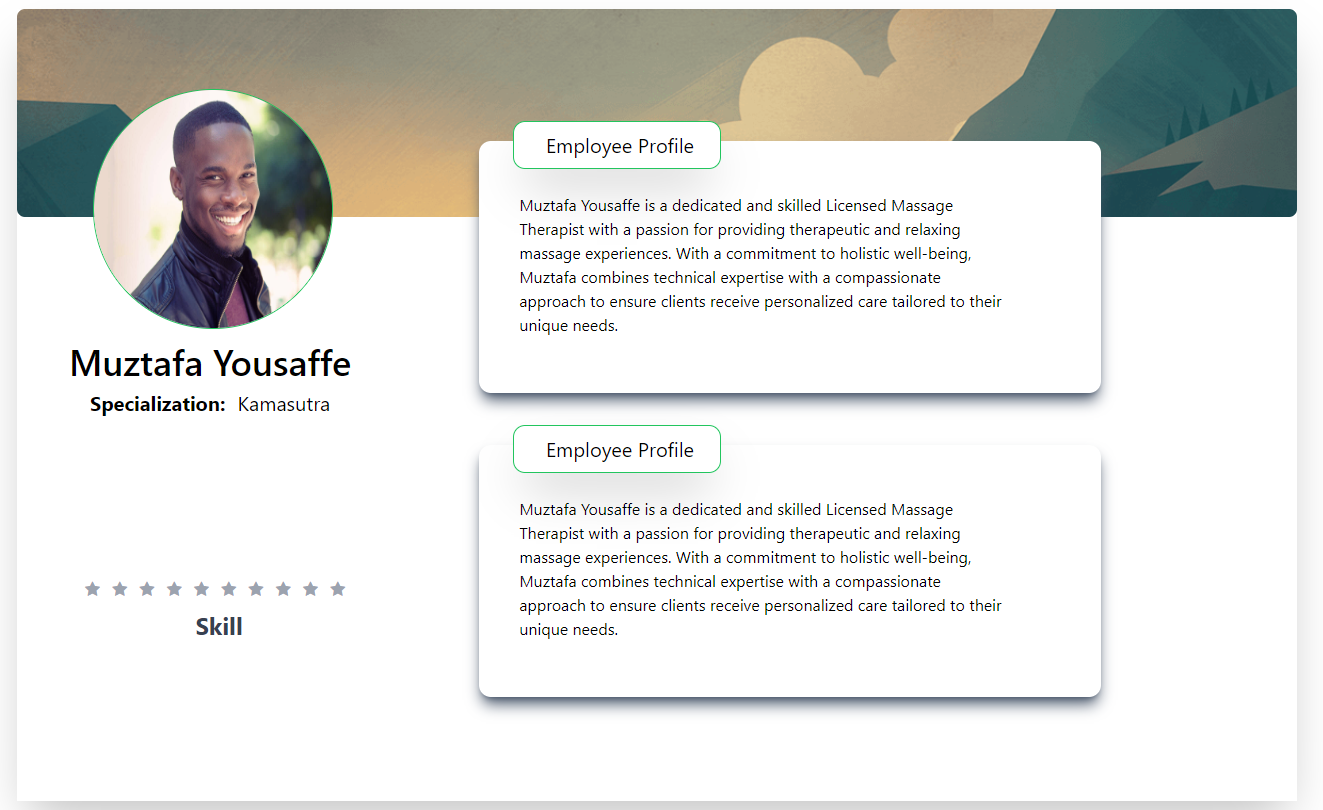 Muztafa Yousaffe
Specialization: Kamasutra
Skill
Employee Profile
Muztafa Yousaffe is a dedicated and skilled Licensed Massage
Therapist with a passion for providing therapeutic and relaxing
massage experiences. With a commitment to holistic well-being,
Muztafa combines technical expertise with a compassionate
approach to ensure clients receive personalized care tailored to their
unique needs.
Employee Profile
Muztafa Yousaffe is a dedicated and skilled Licensed Massage
Therapist with a passion for providing therapeutic and relaxing
massage experiences. With a commitment to holistic well-being,
Muztafa combines technical expertise with a compassionate
approach to ensure clients receive personalized care tailored to their
unique needs.